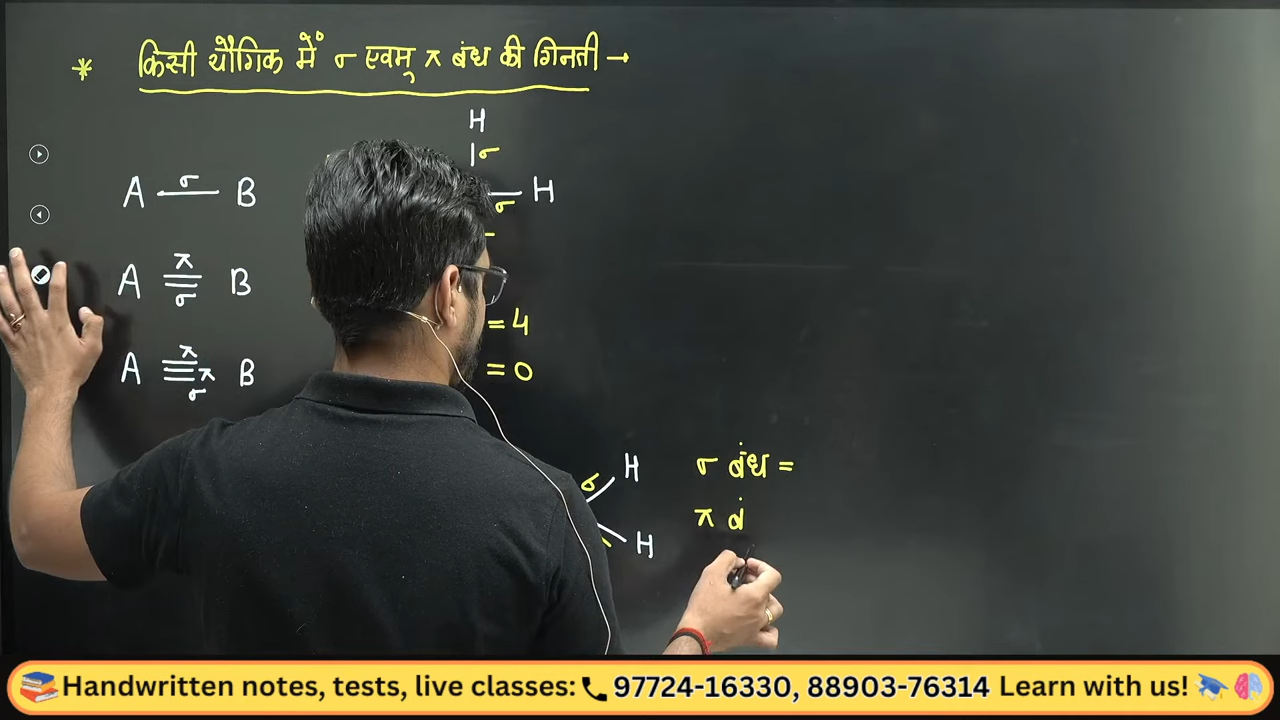 * किसी यौगिक में σ एवम् π बंध की गिनती →
H
σ
A σ B
H
σ
A π σ B
= 4
A π π σ B
= 0
σ H
σ बंध =
π बं
H
Handwritten notes, tests, live classes: 97724-16330, 88903-76314 Learn with us!